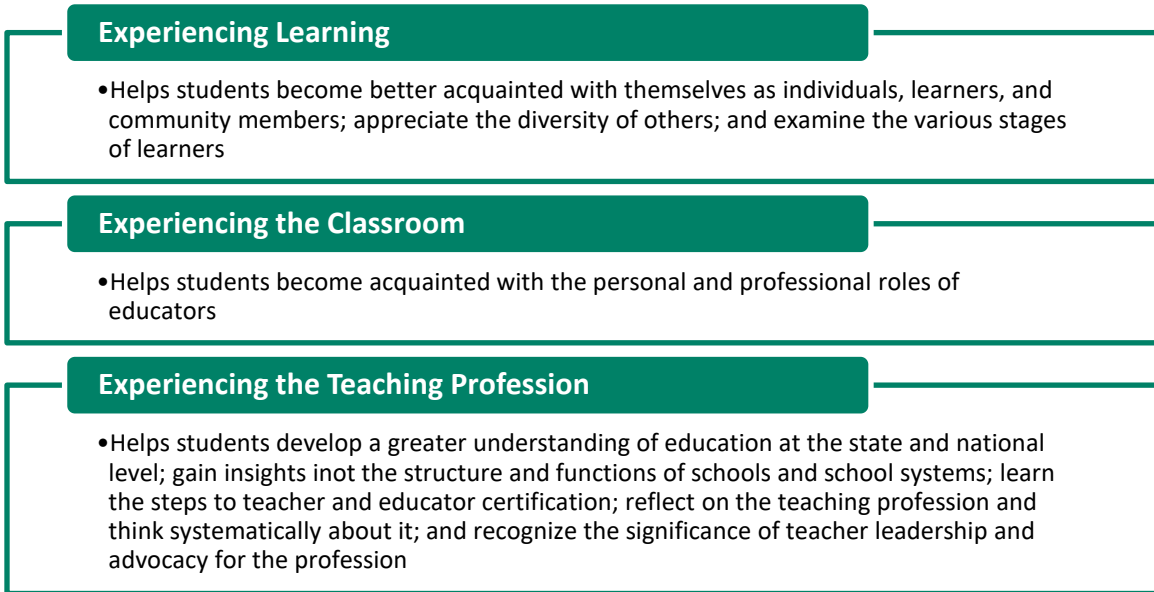 Experiencing Learning
•Helps students become better acquainted with themselves as individuals, learners, and
community members; appreciate the diversity of others; and examine the various stages
of learners
Experiencing the Classroom
•Helps students become acquainted with the personal and professional roles of
educators
Experiencing the Teaching Profession
•Helps students develop a greater understanding of education at the state and national
level; gain insights inot the structure and functions of schools and school systems; learn
the steps to teacher and educator certification; reflect on the teaching profession and
think systematically about it; and recognize the significance of teacher leadership and
advocacy for the profession